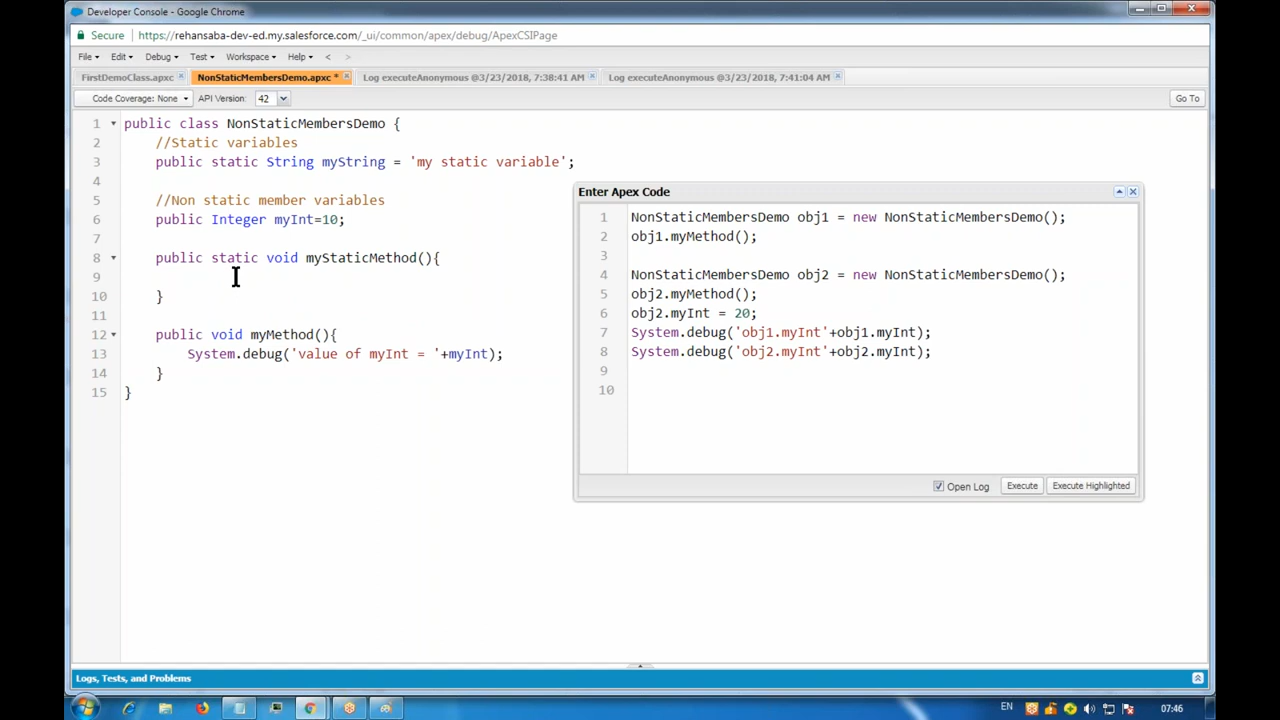 Developer Console - Google Chrome
Secure https://rehansaba-dev-ed.my.salesforce.com/_ui/common/apex/debug/ApexCSIPage
File Edit Debug Test Workspace Help < >
FirstDemoClass.apxc NonStaticMembersDemo.apxc * Log executeAnonymous @3/23/2018, 7:38:41 AM Log executeAnonymous @3/23/2018, 7:41:04 AM
Code Coverage: None API Version: 42 Go To
1 public class NonStaticMembersDemo {
2 //Static variables
3 public static String myString = 'my static variable';
4
5 //Non static member variables
6 public Integer myInt=10;
7
8 public static void myStaticMethod(){
9
10 }
11
12 public void myMethod(){
13 System.debug('value of myInt = '+myInt);
14 }
15 }
Enter Apex Code
1 NonStaticMembersDemo obj1 = new NonStaticMembersDemo();
2 obj1.myMethod();
3
4 NonStaticMembersDemo obj2 = new NonStaticMembersDemo();
5 obj2.myMethod();
6 obj2.myInt = 20;
7 System.debug('obj1.myInt'+obj1.myInt);
8 System.debug('obj2.myInt'+obj2.myInt);
9
10
Open Log Execute Execute Highlighted
Logs, Tests, and Problems
EN 07:46